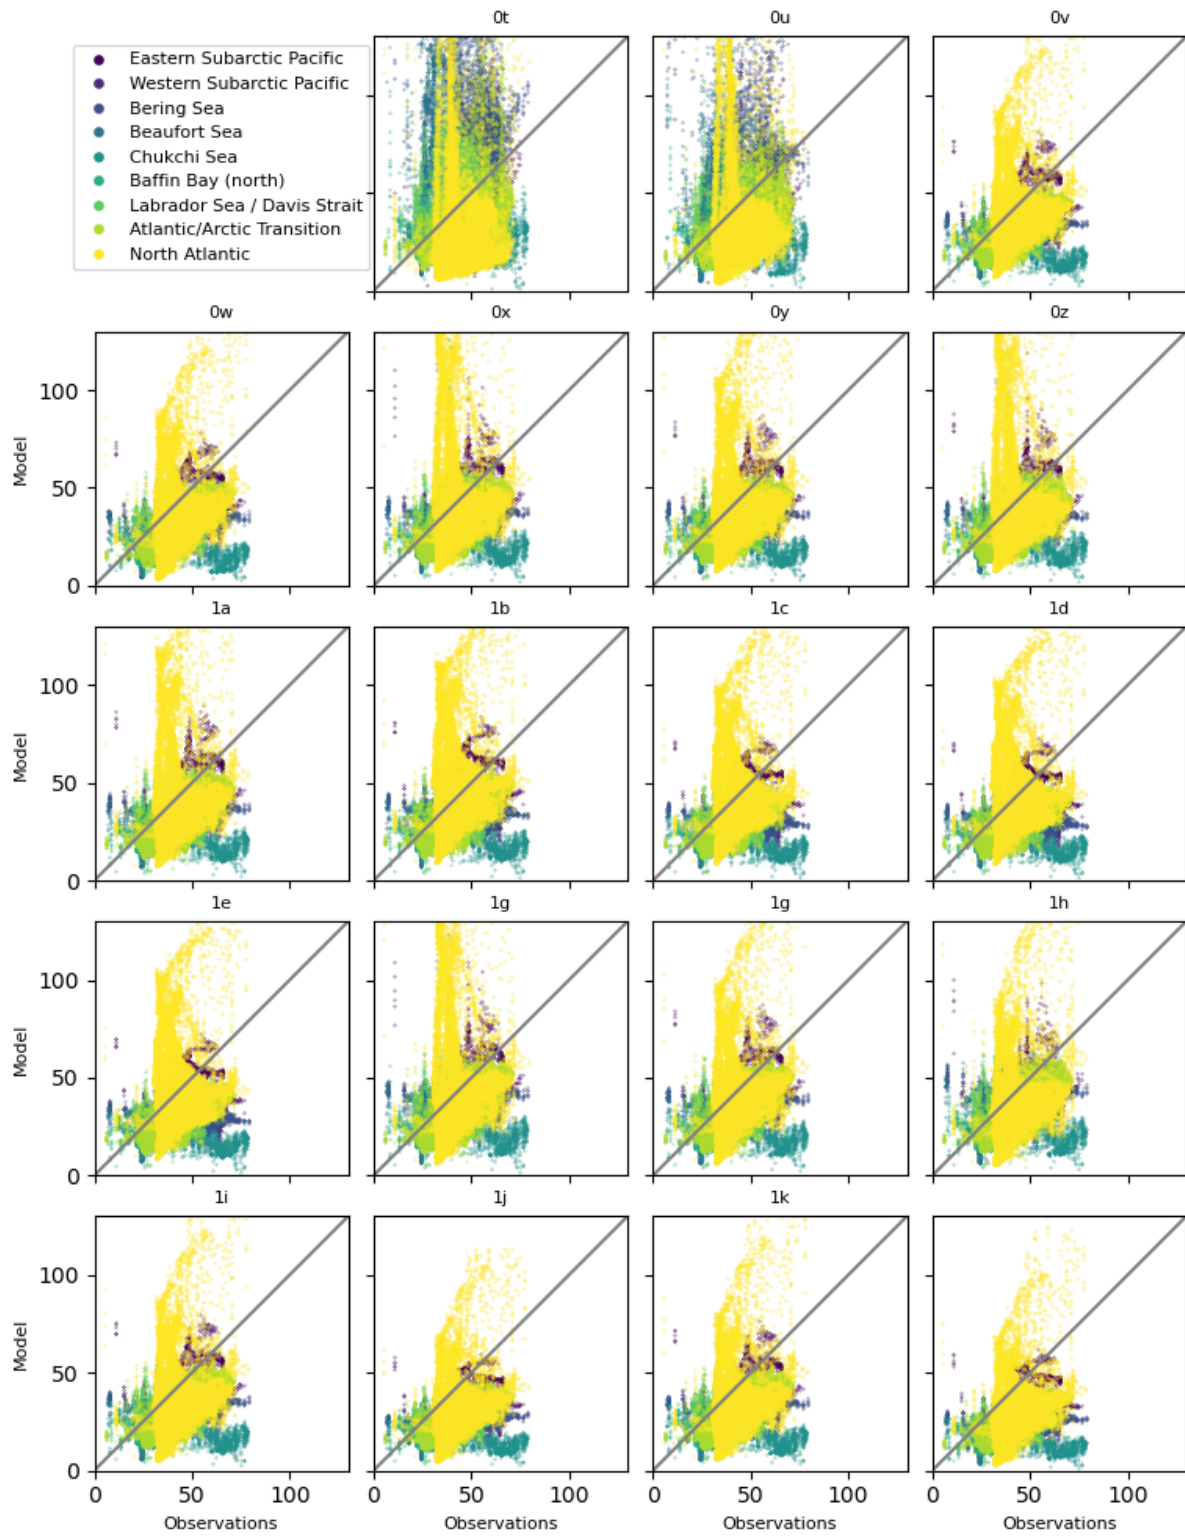 0t
0u
0v
Eastern Subarctic Pacific
Western Subarctic Pacific
Bering Sea
Beaufort Sea
Chukchi Sea
Baffin Bay (north)
Labrador Sea / Davis Strait
Atlantic/Arctic Transition
North Atlantic
0w
0x
0y
0z
100
50
0
Model
1a
1b
1c
1d
100
50
0
Model
1e
1g
1g
1h
100
50
0
Model
1i
1j
1k
100
50
0
Model
0 50 100
0 50 100
0 50 100
0 50 100
Observations
Observations
Observations
Observations